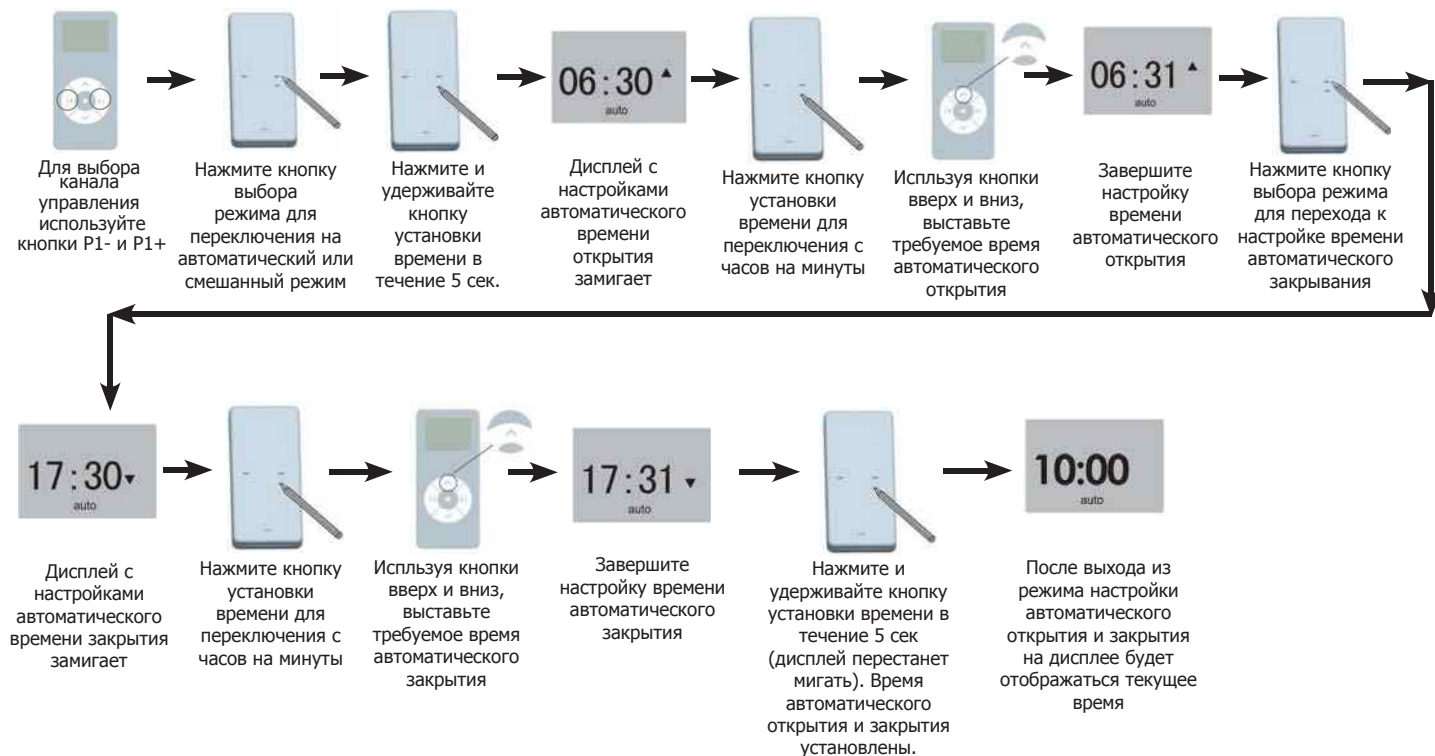 Для выбора
канала
управления
используйте
кнопки P1- и P1+
Нажмите кнопку
выбора
режима для
переключения на
автоматический или
смешанный режим
Нажмите и
удерживайте
кнопку
установки
времени в
течение 5 сек.
06:30 ▲
auto
Дисплей с
настройками
автоматического
времени
открытия
замигает
Нажмите кнопку
установки
времени для
переключения с
часов на минуты
Испльзуя кнопки
вверх и вниз,
выставьте
требуемое время
автоматического
открытия
06:31 ▲
auto
Завершите
настройку
времени
автоматического
открытия
Нажмите кнопку
выбора режима
для перехода к
настройке времени
автоматического
закрывания
17:30▼
auto
Дисплей с
настройками
автоматического
времени закрытия
замигает
Нажмите кнопку
установки
времени для
переключения с
часов на минуты
Испльзуя кнопки
вверх и вниз,
выставьте
требуемое время
автоматического
закрытия
17:31 ▼
auto
Завершите
настройку времени
автоматического
закрытия
Нажмите и
удерживайте кнопку
установки времени в
течение 5 сек
(дисплей перестанет
мигать). Время
автоматического
открытия и закрытия
установлены.
10:00
auto
После выхода из
режима настройки
автоматического
открытия и закрытия
на дисплее будет
отображаться текущее
время